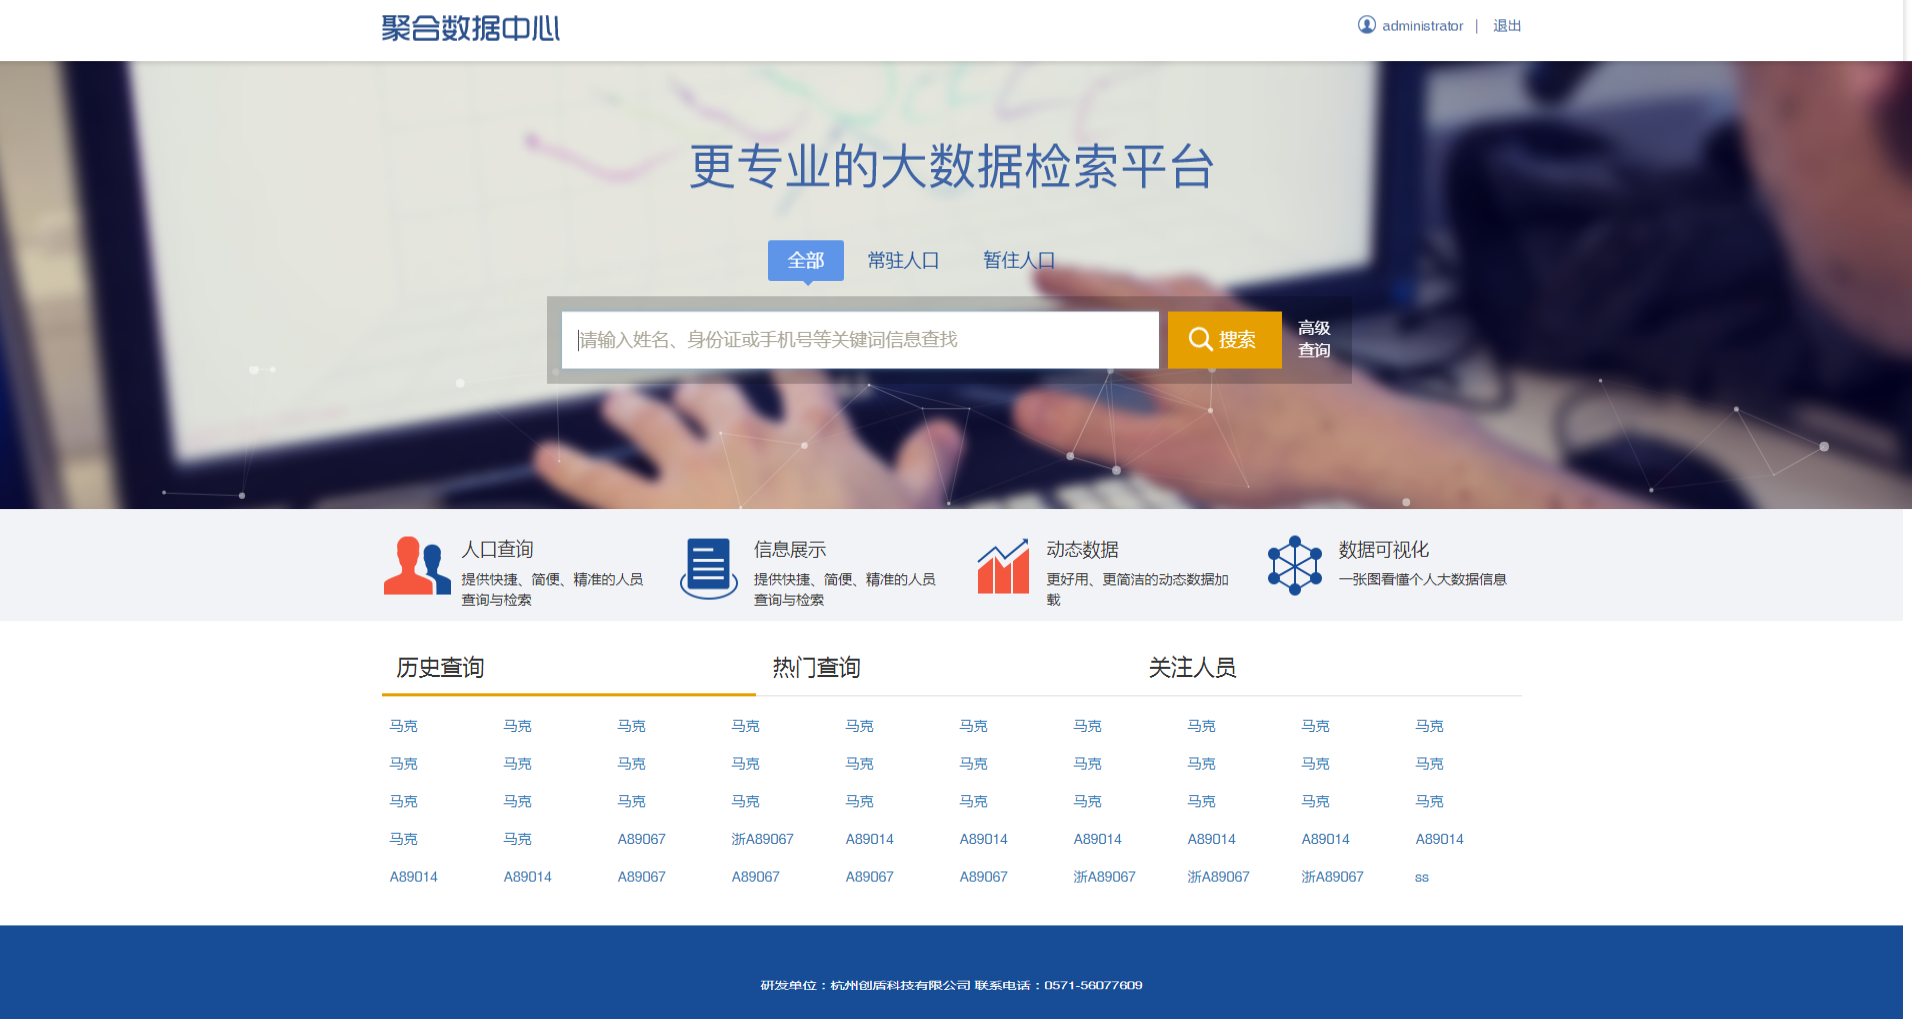 聚合数据中心
administrator | 退出
更专业的大数据检索平台
全部 常驻人口 暂住人口
请输入姓名、身份证或手机号等关键词信息查找
搜索
高级
查询
人口查询
提供快捷、简便、精准的人员
查询与检索
信息展示
提供快捷、简便、精准的人员
查询与检索
动态数据
更好用、更简洁的动态数据加
载
数据可视化
一张图看懂个人大数据信息
历史查询 热门查询 关注人员
马克 马克 马克 马克 马克 马克 马克 马克 马克 马克
马克 马克 马克 马克 马克 马克 马克 马克 马克 马克
马克 马克 马克 马克 马克 马克 马克 马克 马克 马克
马克 马克 A89067 浙A89067 A89014 A89014 A89014 A89014 A89014 A89014
A89014 A89014 A89067 A89067 A89067 A89067 浙A89067 浙A89067 浙A89067 ss
研发单位：杭州创盾科技有限公司 联系电话：0571-56077609